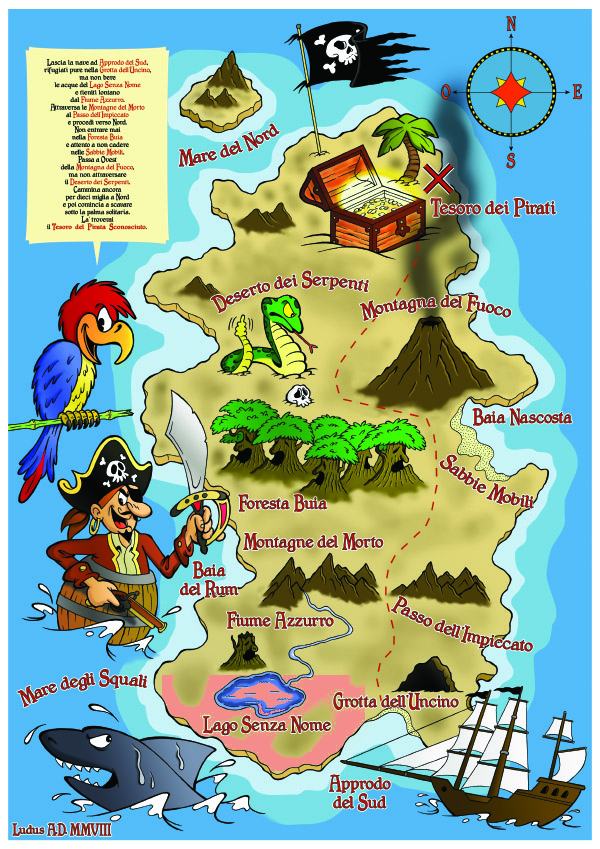 Lascia la nave ad Approdo del Sud,
rifugiati pure nella Grotta dell'Uncino,
ma non bere
le acque del Lago Senza Nome
e tieniti lontano
dal Fiume Azzurro.
Attraversa le Montagne del Morto
al Passo dell'Impiccato
e procedi verso Nord.
Non entrare mai
nella Foresta Buia
e attento a non cadere
nelle Sabbie Mobili.
Passa a Ovest
della Montagna del Fuoco,
ma non attraversare
il Deserto dei Serpenti.
Cammina ancora
per dieci miglia a Nord
e poi comincia a scavare
sotto la palma solitaria.
La' troverai
il Tesoro del Pirata Sconosciuto.
N
O
E
S
Mare del Nord
Tesoro dei Pirati
Deserto dei Serpenti
Montagna del Fuoco
Baia Nascosta
Sabbie Mobili
Foresta Buia
Montagne del Morto
Baia
del Rum
Fiume Azzurro
Passo dell'Impiccato
Mare degli Squali
Grotta dell'Uncino
Lago Senza Nome
Approdo
del Sud
Ludus A.D. MMVIII